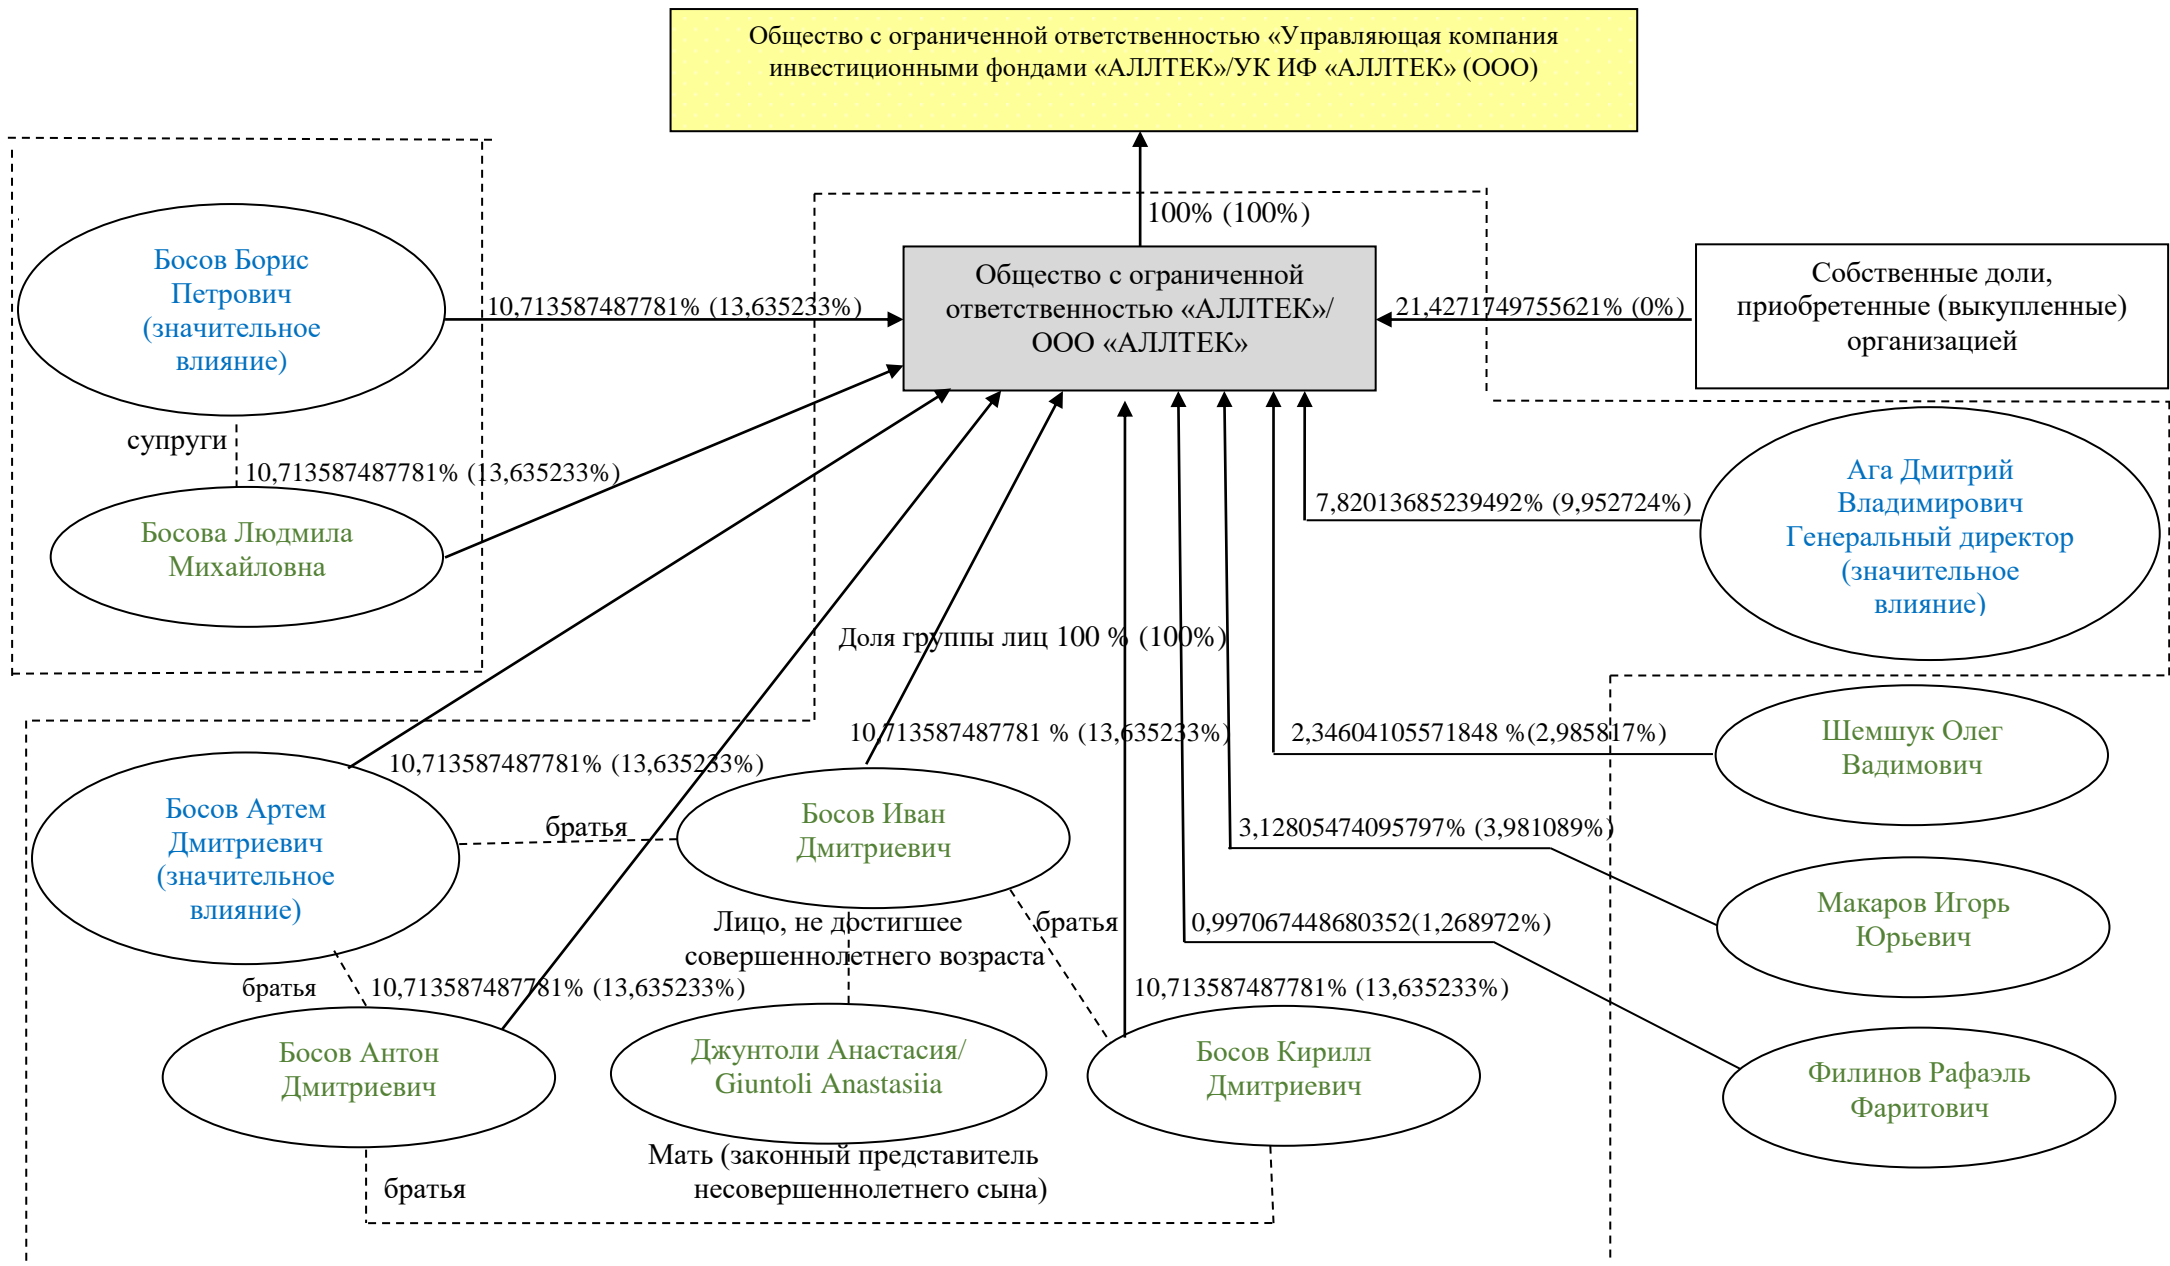 Общество с ограниченной ответственностью «Управляющая компания
инвестиционными фондами «АЛЛТЕК»/УК ИФ «АЛЛТЕК» (ООО)
100% (100%)
Босов Борис
Петрович
(значительное
влияние)
10,713587487781% (13,635233%)
Общество с ограниченной
ответственностью «АЛЛТЕК»/
ООО «АЛЛТЕК»
21,4271749755621% (0%)
Собственные доли,
приобретенные (выкупленные)
организацией
супруги
10,713587487781% (13,635233%)
Босова Людмила
Михайловна
7,82013685239492% (9,952724%)
Ага Дмитрий
Владимирович
Генеральный директор
(значительное
влияние)
Доля группы лиц 100 % (100%)
10,713587487781 % (13,635233%)
2,34604105571848 %(2,985817%)
Шемшук Олег
Вадимович
10,713587487781% (13,635233%)
Босов Артем
Дмитриевич
(значительное
влияние)
братья
Босов Иван
Дмитриевич
3,12805474095797% (3,981089%)
Макаров Игорь
Юрьевич
Лицо, не достигшее
совершеннолетнего возраста
братья
0,997067448680352(1,268972%)
братья
10,713587487781% (13,635233%)
10,713587487781% (13,635233%)
Босов Антон
Дмитриевич
Джунтоли Анастасия/
Giuntoli Anastasiia
Босов Кирилл
Дмитриевич
Филинов Рафаэль
Фаритович
Мать (законный представитель
несовершеннолетнего сына)
братья